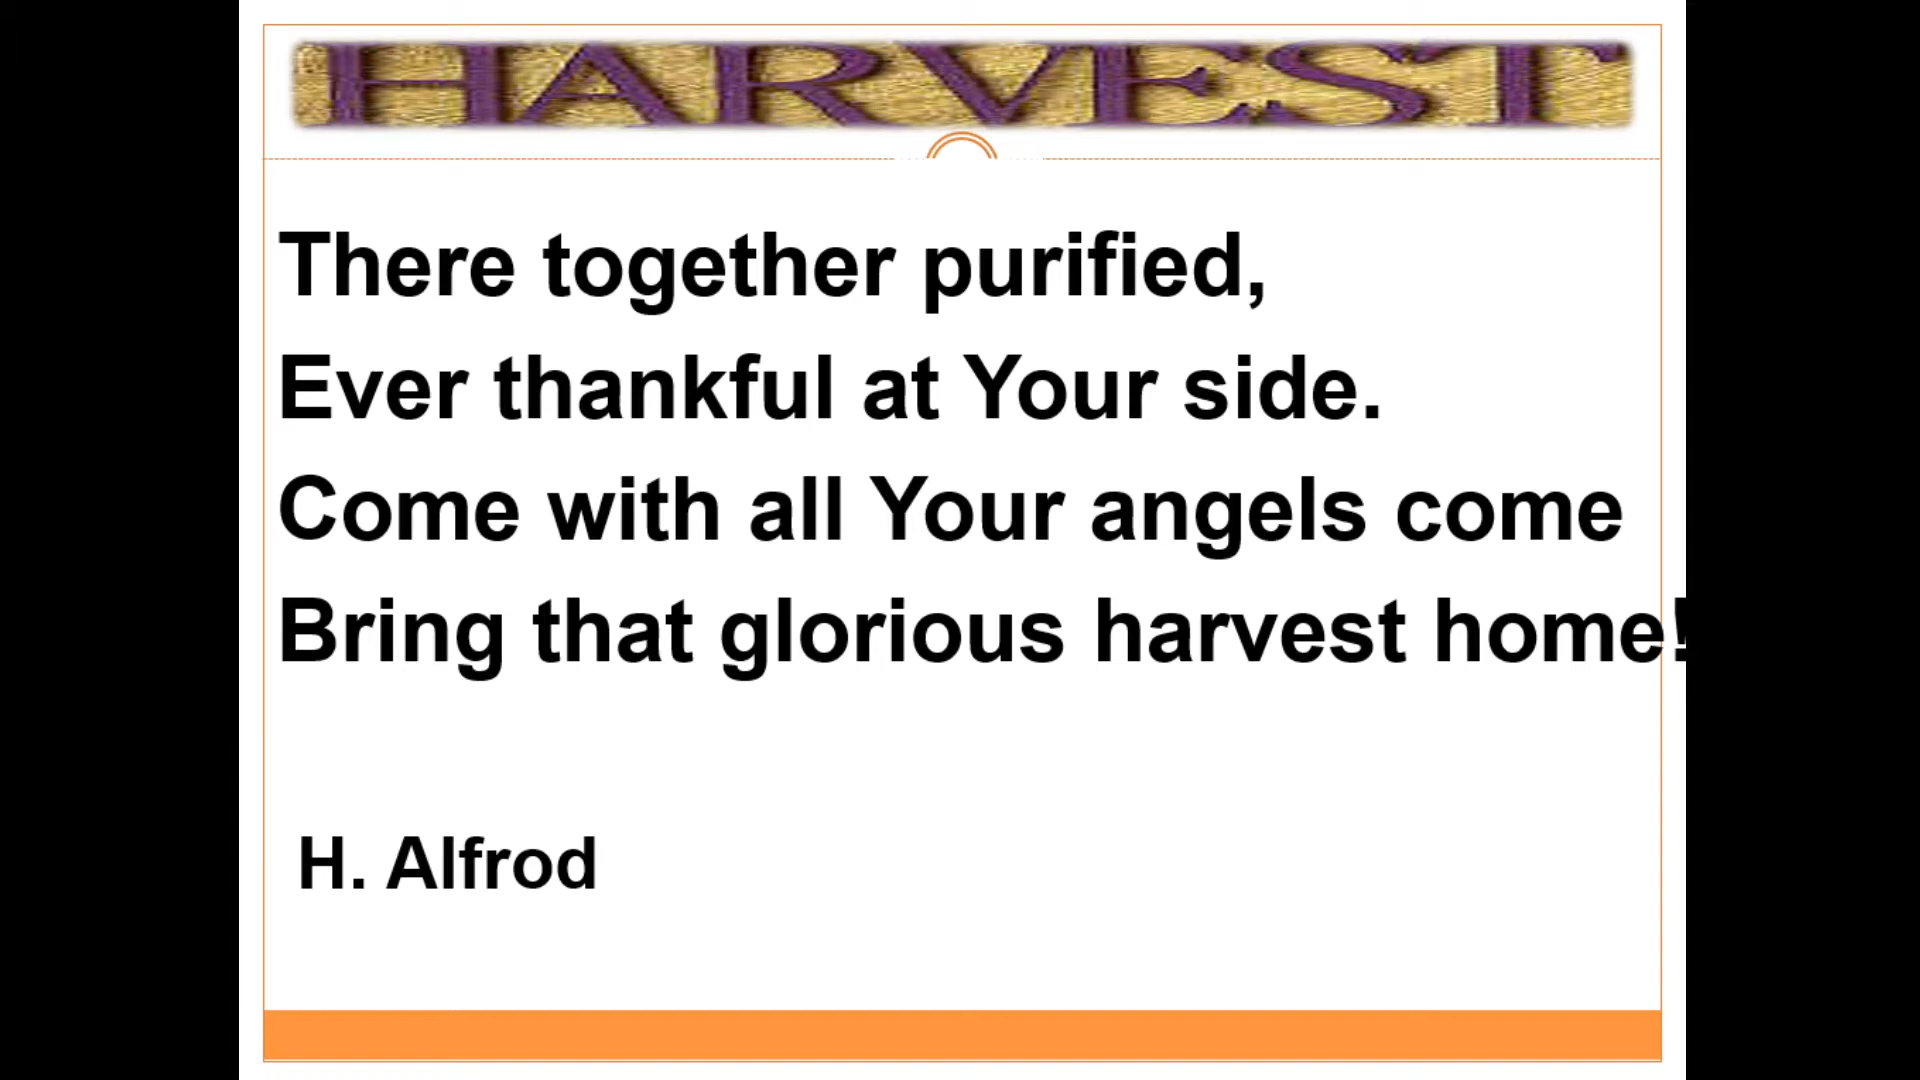 HARVEST
There together purified,
Ever thankful at Your side.
Come with all Your angels come
Bring that glorious harvest home!
H. Alfrod